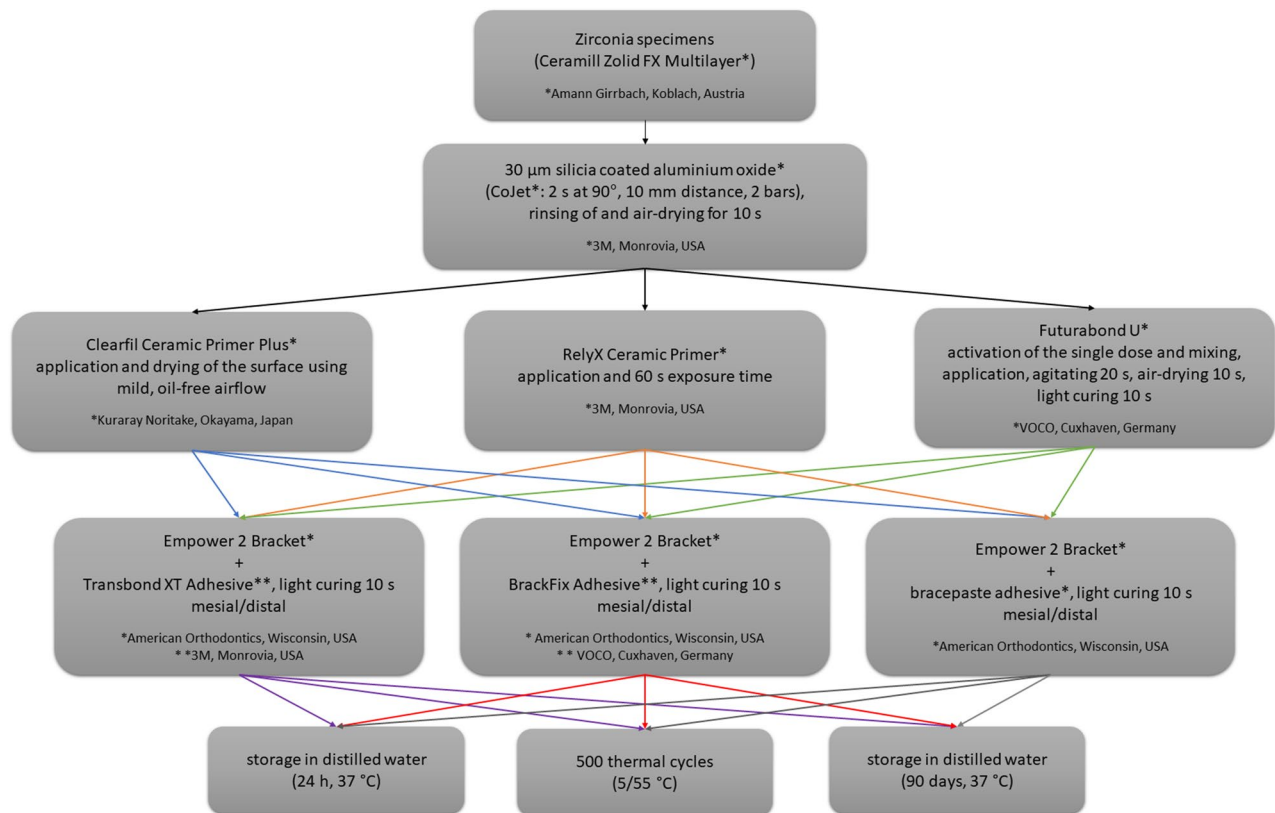 Zirconia specimens
(Ceramill Zolid FX Multilayer*)
*Amann Girrbach, Koblach, Austria
30 µm silicia coated aluminium oxide*
(CoJet*: 2 s at 90°, 10 mm distance, 2 bars),
rinsing of and air-drying for 10 s
*3M, Monrovia, USA
Clearfil Ceramic Primer Plus*
application and drying of the surface using
mild, oil-free airflow
*Kuraray Noritake, Okayama, Japan
RelyX Ceramic Primer*
application and 60 s exposure time
*3M, Monrovia, USA
Futurabond U*
activation of the single dose and mixing,
application, agitating 20 s, air-drying 10 s,
light curing 10 s
*VOCO, Cuxhaven, Germany
Empower 2 Bracket*
+
Transbond XT Adhesive**, light curing 10 s
mesial/distal
*American Orthodontics, Wisconsin, USA
* *3M, Monrovia, USA
Empower 2 Bracket*
+
BrackFix Adhesive**, light curing 10 s
mesial/distal
* American Orthodontics, Wisconsin, USA
* * VOCO, Cuxhaven, Germany
Empower 2 Bracket*
+
bracepaste adhesive*, light curing 10 s
mesial/distal
*American Orthodontics, Wisconsin, USA
storage in distilled water
(24 h, 37 °C)
500 thermal cycles
(5/55 °C)
storage in distilled water
(90 days, 37 °C)